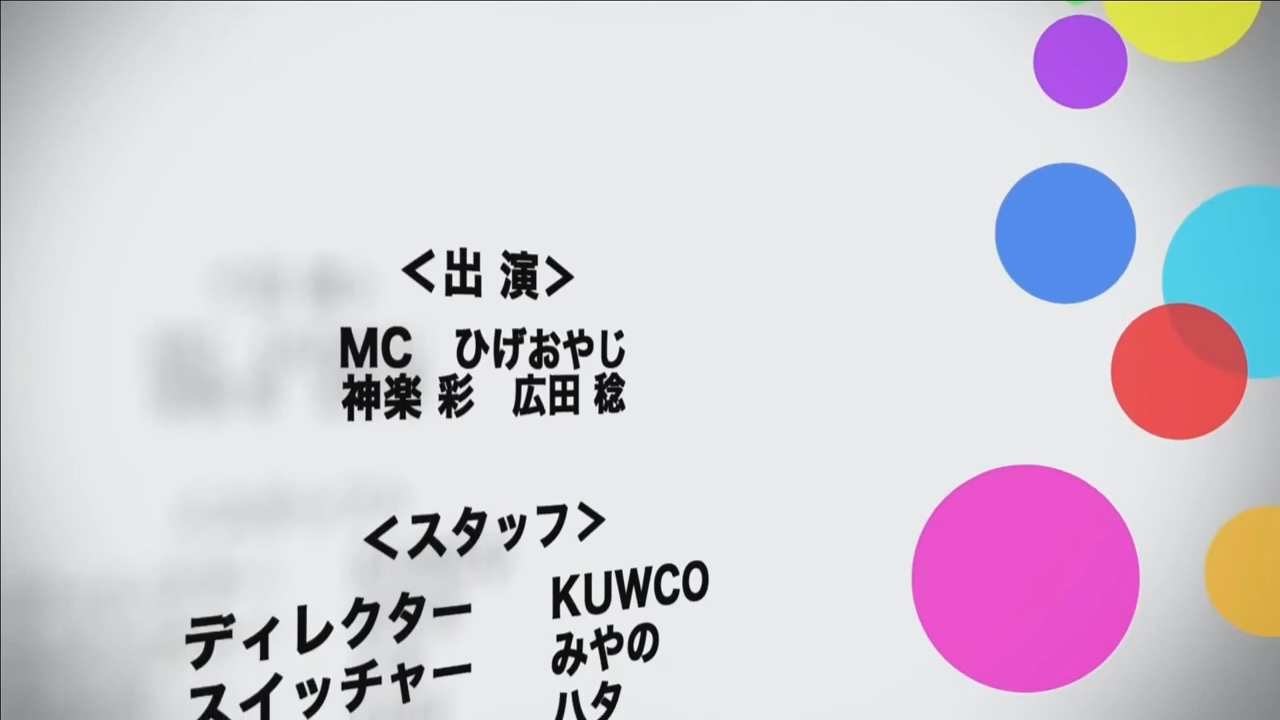 ＜出 演＞
MC ひげおやじ
神楽 彩 広田 稔
＜スタッフ＞
ディレクター KUWCO
スイッチャー みやの
ハタ